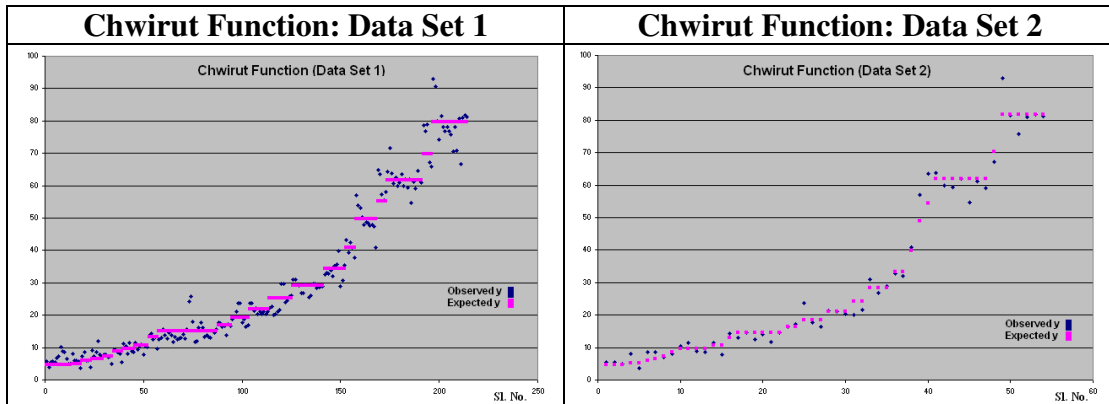 Chwirut Function: Data Set 1
Chwirut Function: Data Set 2
Chwirut Function (Data Set 1)
100
90
80
70
60
50
40
30
20
10
0
Observed y
Expected y
0 50 100 150 200 250
Sl. No.
Chwirut Function (Data Set 2)
100
90
80
70
60
50
40
30
20
10
0
Observed y
Expected y
0 10 20 30 40 50 60
Sl. No.